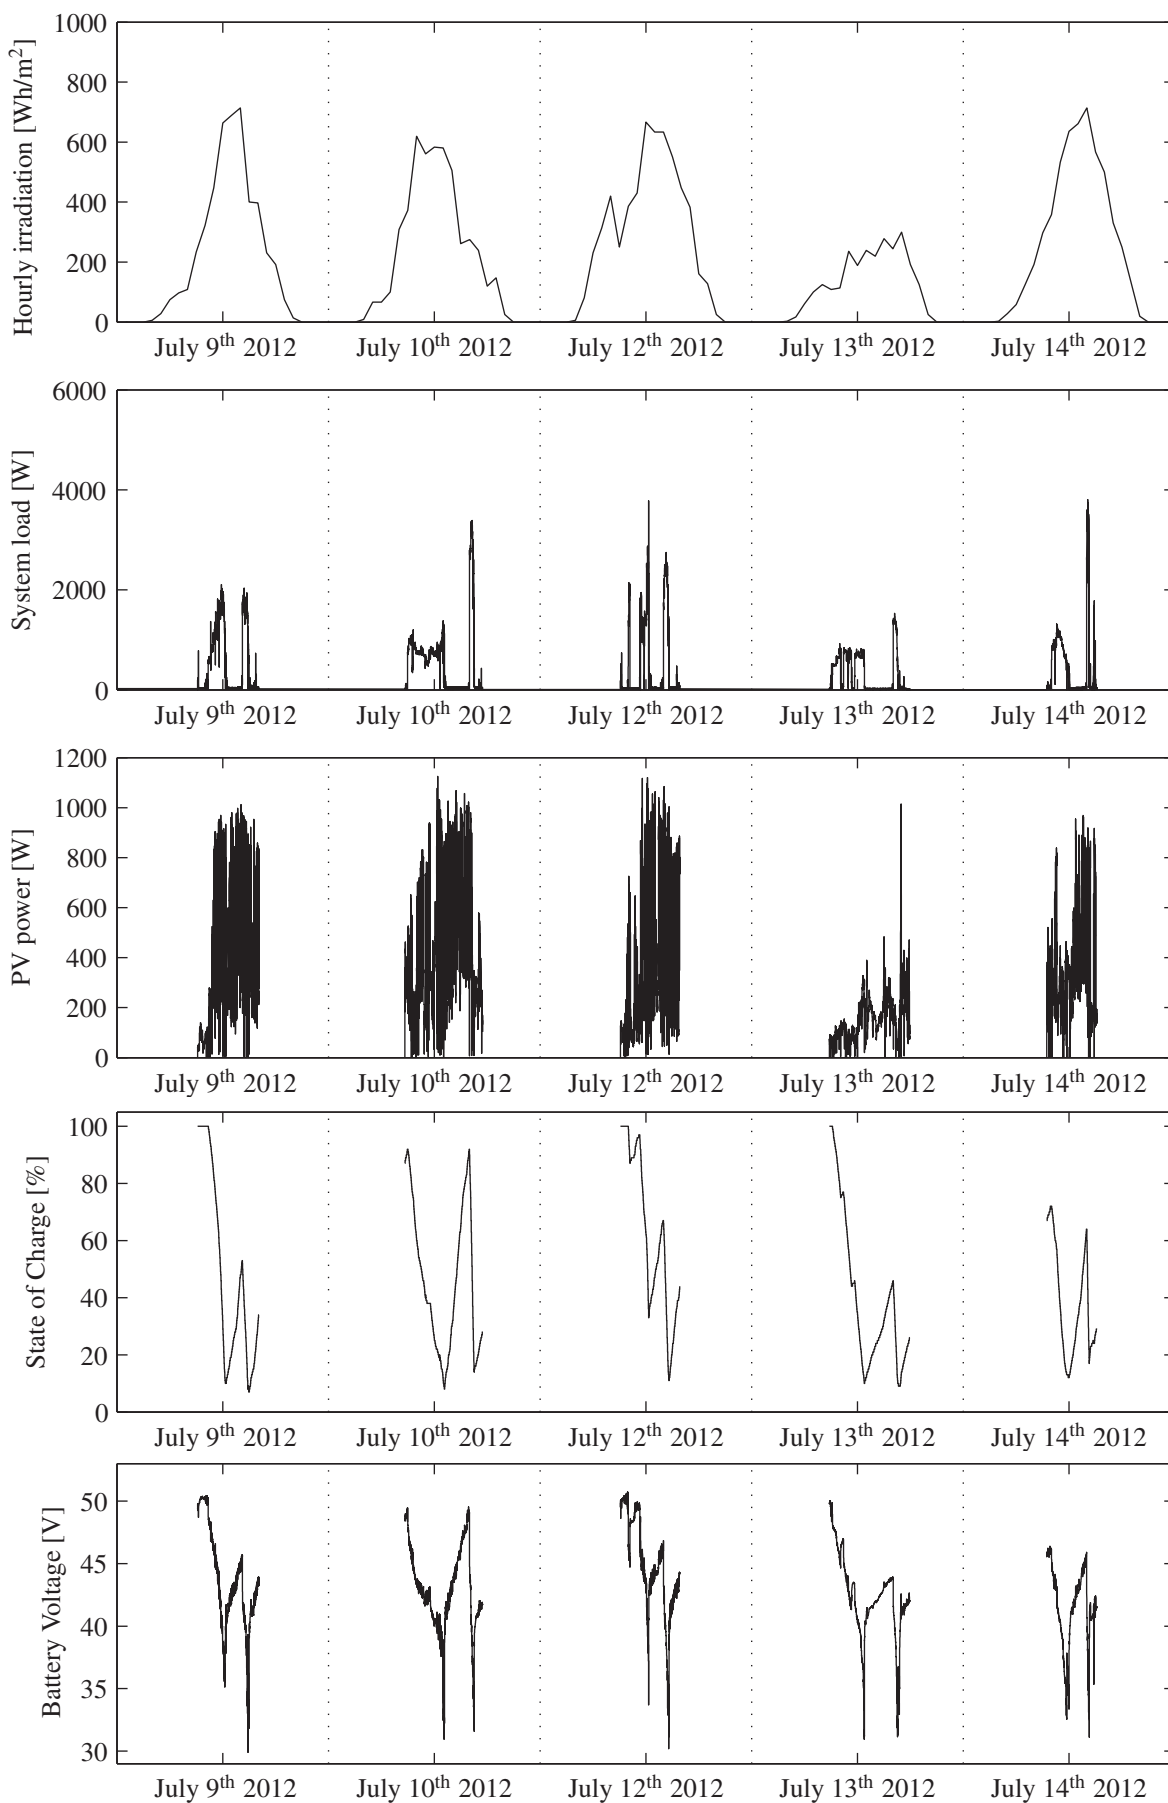 Hourly irradiation [Wh/m²]
1000
800
600
400
200
0
July 9th 2012 July 10th 2012 July 12th 2012 July 13th 2012 July 14th 2012
System load [W]
6000
4000
2000
0
July 9th 2012 July 10th 2012 July 12th 2012 July 13th 2012 July 14th 2012
PV power [W]
1200
1000
800
600
400
200
0
July 9th 2012 July 10th 2012 July 12th 2012 July 13th 2012 July 14th 2012
State of Charge [%]
100
80
60
40
20
0
July 9th 2012 July 10th 2012 July 12th 2012 July 13th 2012 July 14th 2012
Battery Voltage [V]
50
45
40
35
30
July 9th 2012 July 10th 2012 July 12th 2012 July 13th 2012 July 14th 2012